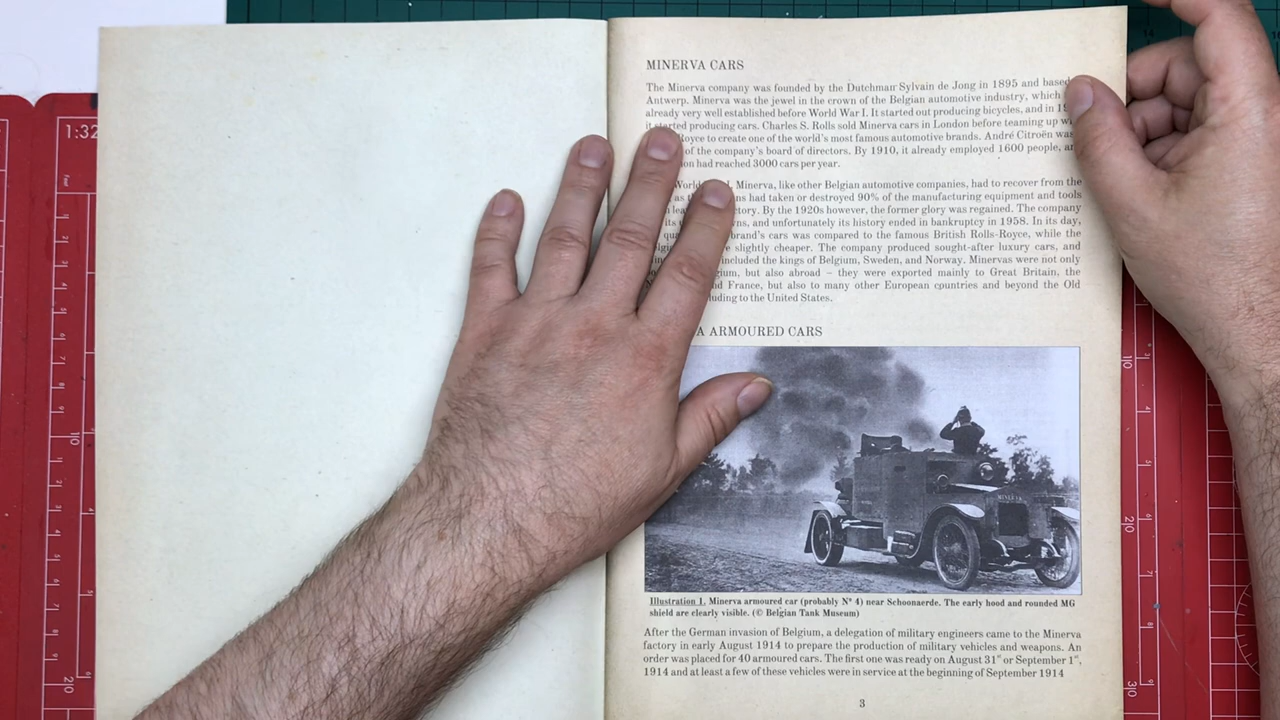 MINERVA CARS
The Minerva company was founded by the Dutchman Sylvain de Jong in 1895 and based
Antwerp. Minerva was the jewel in the crown of the Belgian automotive industry, which
already very well established before World War I. It started out producing bicycles, and in 19
it started producing cars. Charles S. Rolls sold Minerva cars in London before teaming up
Royce to create one of the world's most famous automotive brands. André Citroën was
of the company's board of directors. By 1910, it already employed 1600 people,
had reached 3000 cars per year.
World Minerva, like other Belgian automotive companies, had to recover from the
as had taken or destroyed 90% of the manufacturing equipment and tools
By the 1920s however, the former glory was regained. The company
its and unfortunately its history ended in bankruptcy in 1958. In its day,
brand's cars was compared to the famous British Rolls-Royce, while the
slightly cheaper. The company produced sought-after luxury cars, and
included the kings of Belgium, Sweden, and Norway. Minervas were not only
but also abroad – they were exported mainly to Great Britain, the
France, but also to many other European cpuntries and beyond the Old
to the United States.
ARMOURED CARS
MINERVA
Illustration 1. Minerva armoured car (probably Nº 4) near Schoonaerde. The early hood and rounded MG
shield are clearly visible. (© Belgian Tank Museum)
After the German invasion of Belgium, a delegation of military engineers came to the Minerva
factory in early August 1914 to prepare the production of military vehicles and weapons. An
order was placed for 40 armoured cars. The first one was ready on August 31st or September 1st,
1914 and at least a few of these vehicles were in service at the beginning of September 1914
3
1:32